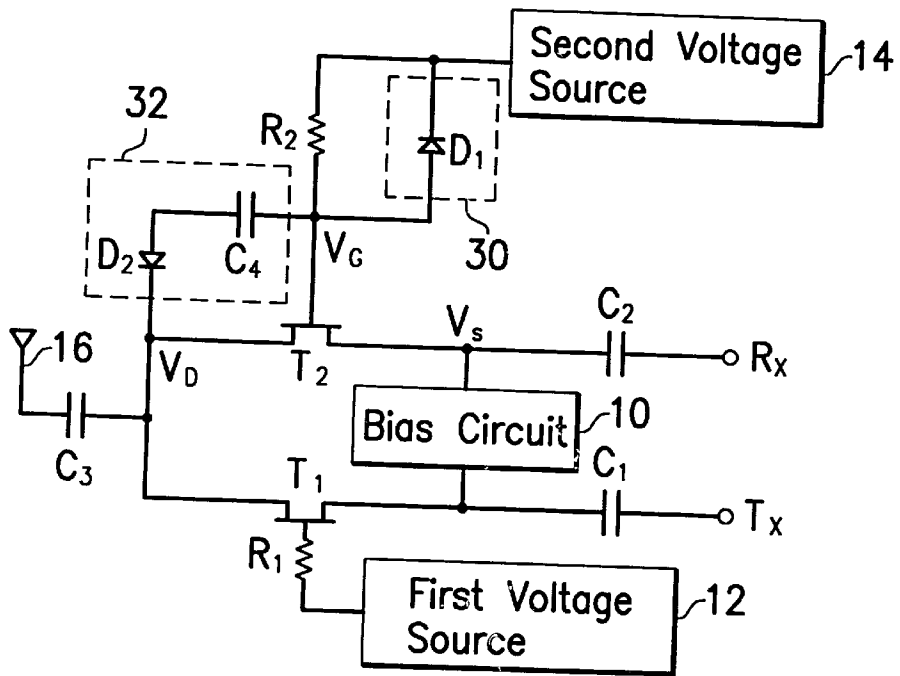 Second Voltage
Source
14
32
R2
D1
D2
C4
VG
30
16
VD
T2
Vs
C2
Rx
C3
Bias Circuit
10
T1
C1
Tx
R1
First Voltage
Source
12